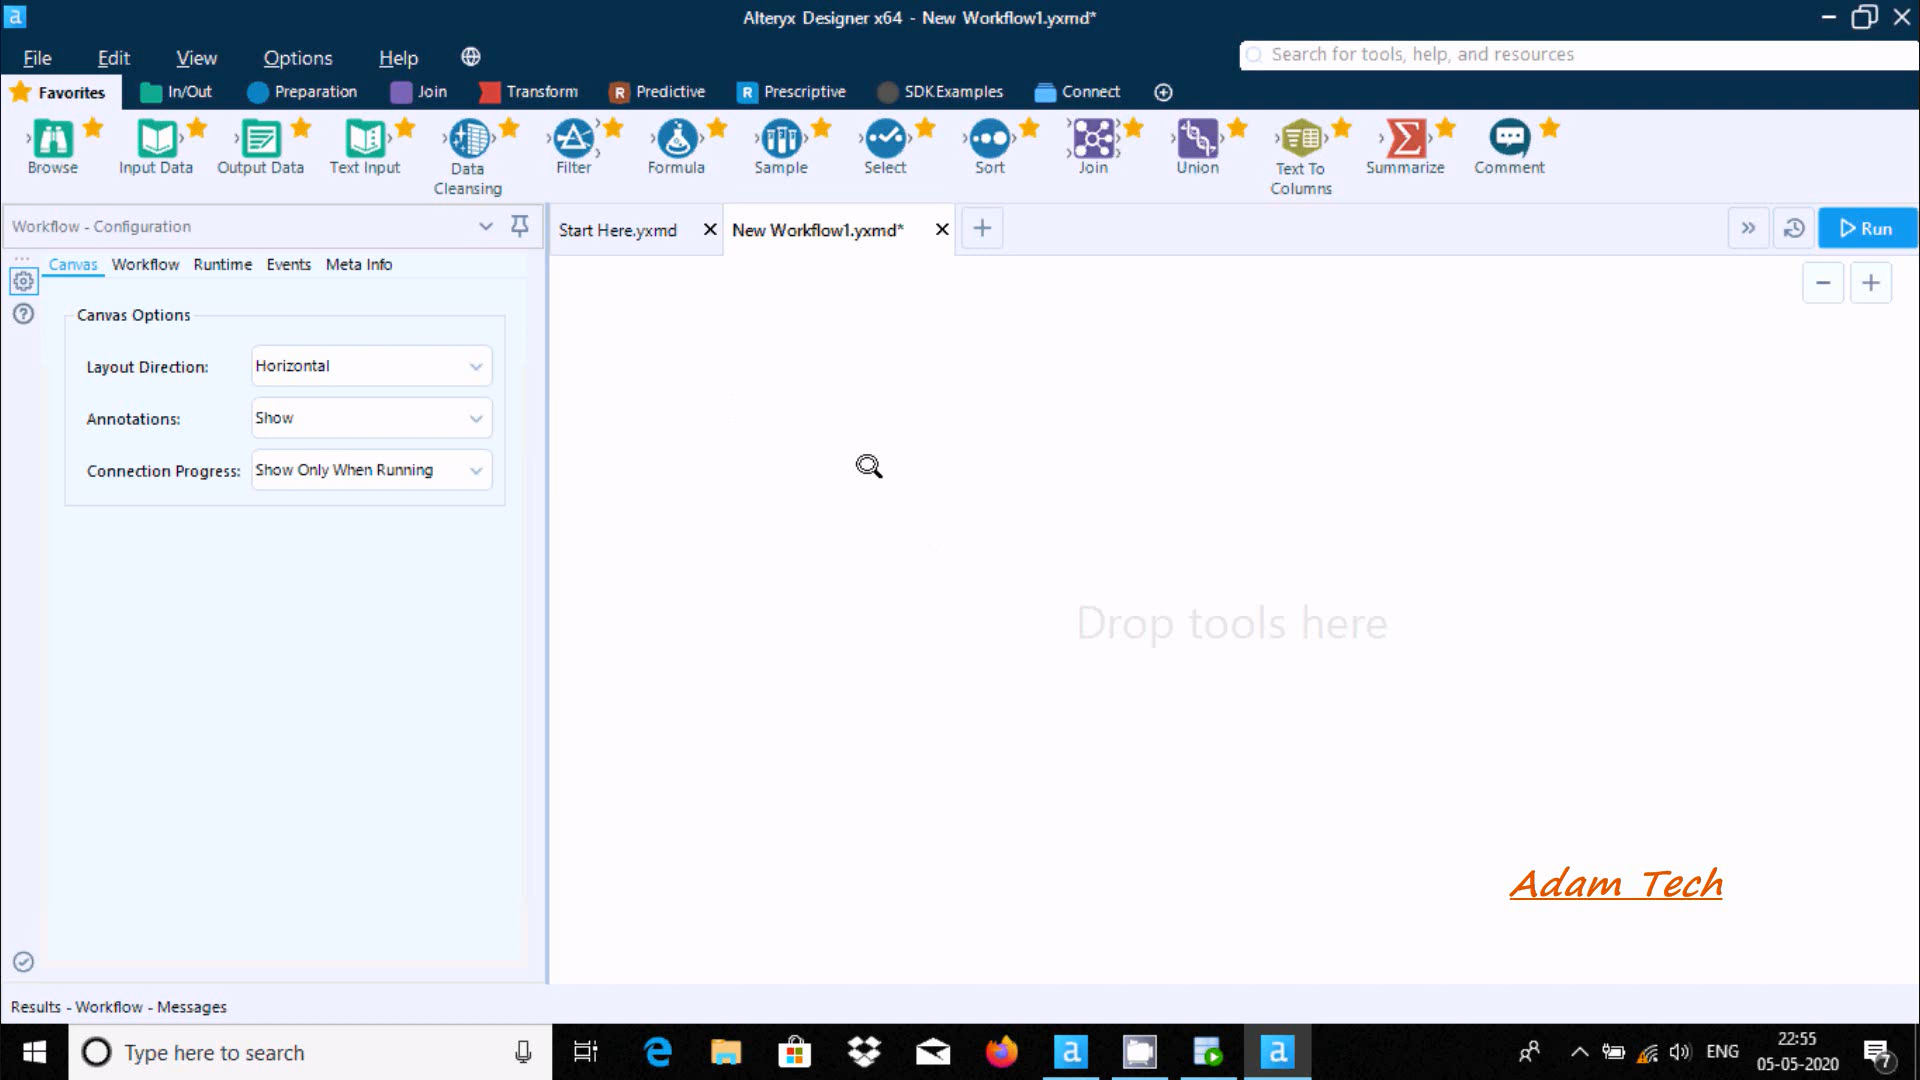 Alteryx Designer x64 - New Workflow1.yxmd*
File Edit View Options Help
Search for tools, help, and resources
Favorites In/Out Preparation Join Transform Predictive Prescriptive SDKExamples Connect
Browse Input Data Output Data Text Input Data Cleansing Filter Formula Sample Select Sort Join Union Text To Columns Summarize Comment
Workflow - Configuration
Start Here.yxmd New Workflow1.yxmd* Run
Canvas Workflow Runtime Events Meta Info
Canvas Options
Layout Direction: Horizontal
Annotations: Show
Connection Progress: Show Only When Running
Drop tools here
Adam Tech
Results - Workflow - Messages
Type here to search
ENG
22:55
05-05-2020
7